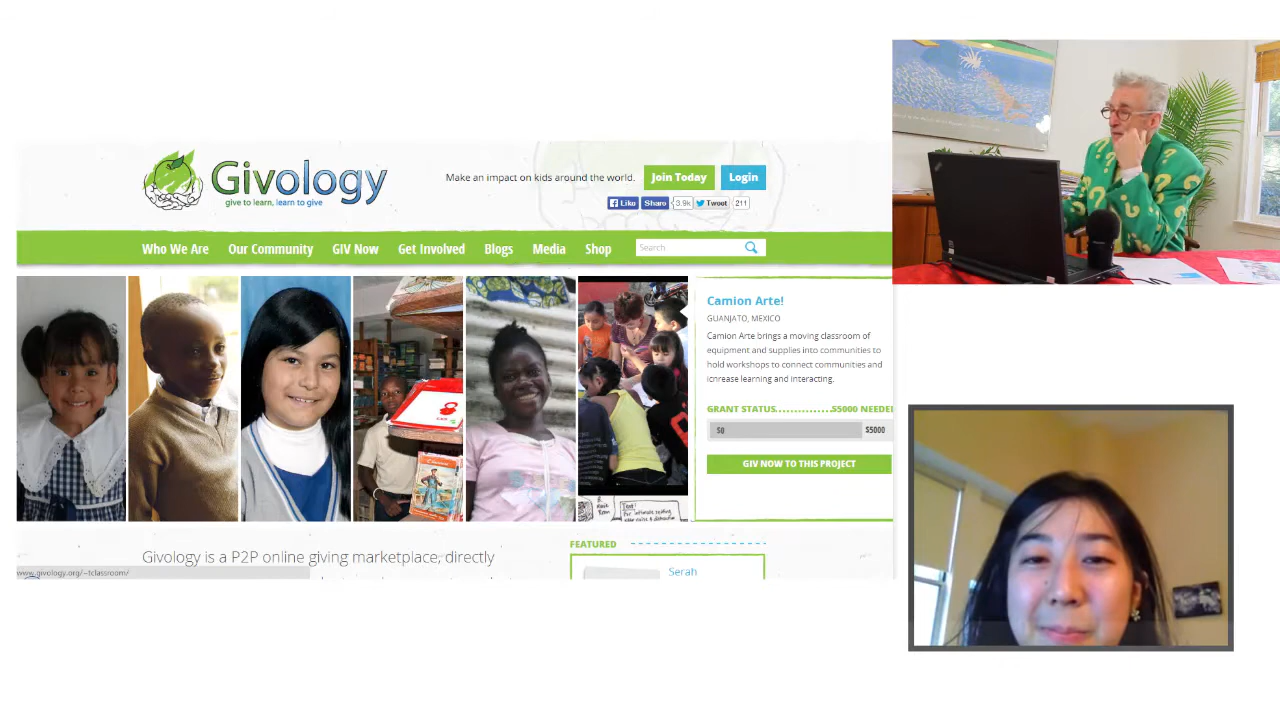 Givology
give to learn, learn to give
Make an impact on kids around the world.
Join Today
Login
Like
Share
3.9k
Tweet
211
Who We Are
Our Community
GIV Now
Get Involved
Blogs
Media
Shop
Search
Camion Arte!
GUANJATO, MEXICO
Camion Arte brings a moving classroom of
equipment and supplies into communities to
hold workshops to connect communities and
icnrease learning and interacting.
GRANT STATUS..............$5000 NEEDE
$0
$5000
GIV NOW TO THIS PROJECT
Givology is a P2P online giving marketplace, directly
FEATURED
Serah
www.givology.org/~tclassroom/